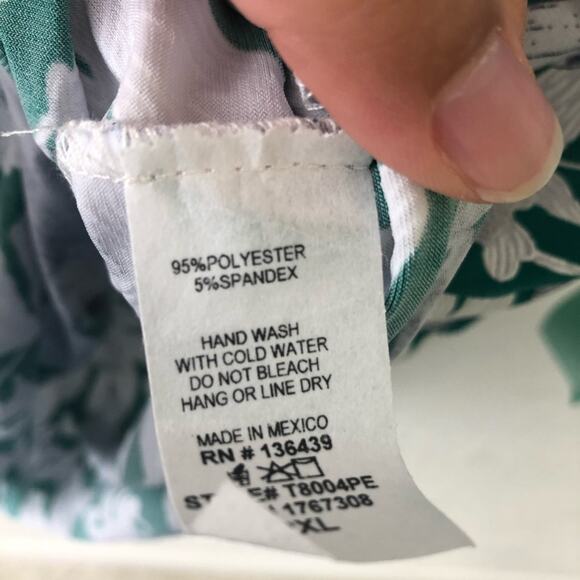 95%POLYESTER
5%SPANDEX
HAND WASH
WITH COLD WATER
DO NOT BLEACH
HANG OR LINE DRY
MADE IN MEXICO
RN # 136439
T8004PE
1767308